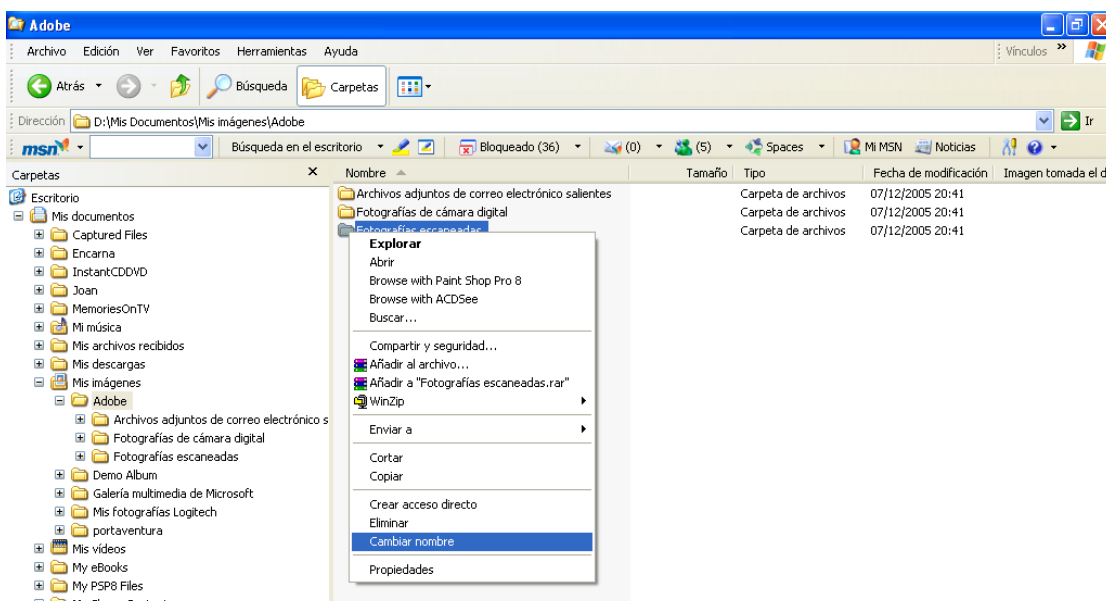 Adobe
Archivo Edición Ver Favoritos Herramientas Ayuda Vínculos »
Atrás Búsqueda Carpetas
Dirección D:\Mis Documentos\Mis imágenes\Adobe Ir
msn Búsqueda en el escritorio Bloqueado (36) (0) (5) Spaces Mi MSN Noticias
Carpetas
Escritorio
Mis documentos
Captured Files
Encarna
InstantCDDVD
Joan
MemoriesOnTV
Mi música
Mis archivos recibidos
Mis descargas
Mis imágenes
Adobe
Archivos adjuntos de correo electrónico s
Fotografías de cámara digital
Fotografías escaneadas
Demo Album
Galería multimedia de Microsoft
Mis fotografías Logitech
portaventura
Mis vídeos
My eBooks
My PSP8 Files
Nombre Tamaño Tipo Fecha de modificación Imagen tomada el d
Archivos adjuntos de correo electrónico salientes Carpeta de archivos 07/12/2005 20:41
Fotografías de cámara digital Carpeta de archivos 07/12/2005 20:41
Fotografías escaneadas Carpeta de archivos 07/12/2005 20:41
Explorar
Abrir
Browse with Paint Shop Pro 8
Browse with ACDSee
Buscar...
Compartir y seguridad...
Añadir al archivo...
Añadir a "Fotografías escaneadas.rar"
WinZip
Enviar a
Cortar
Copiar
Crear acceso directo
Eliminar
Cambiar nombre
Propiedades